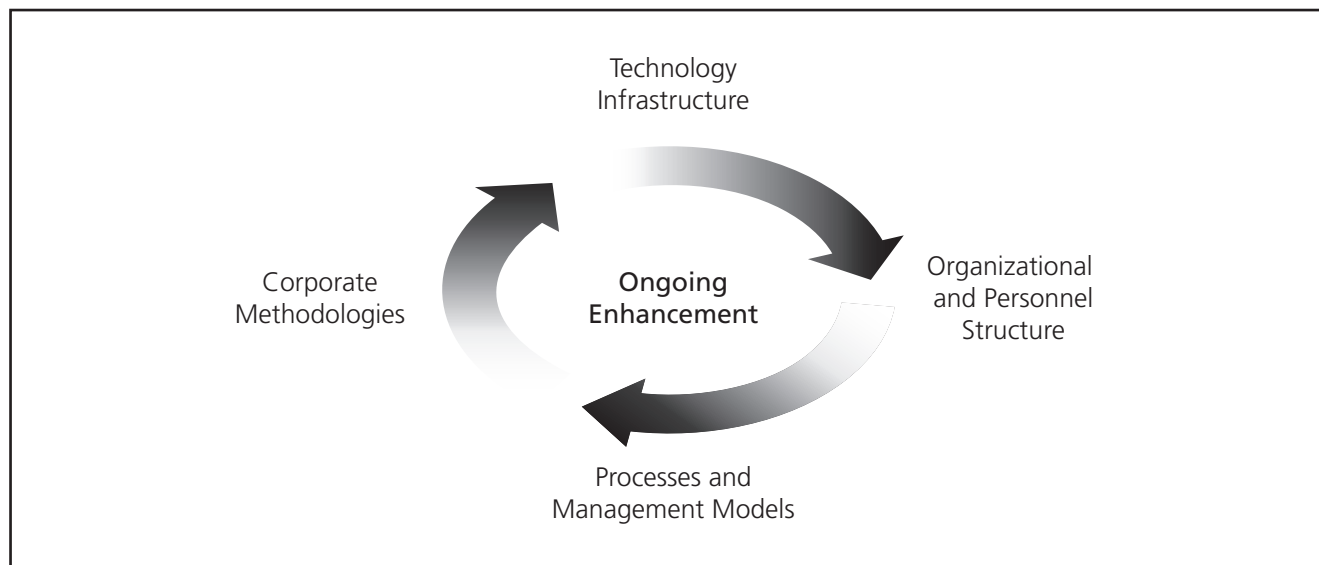 Technology
Infrastructure
Organizational
and Personnel
Structure
Ongoing
Enhancement
Corporate
Methodologies
Processes and
Management Models